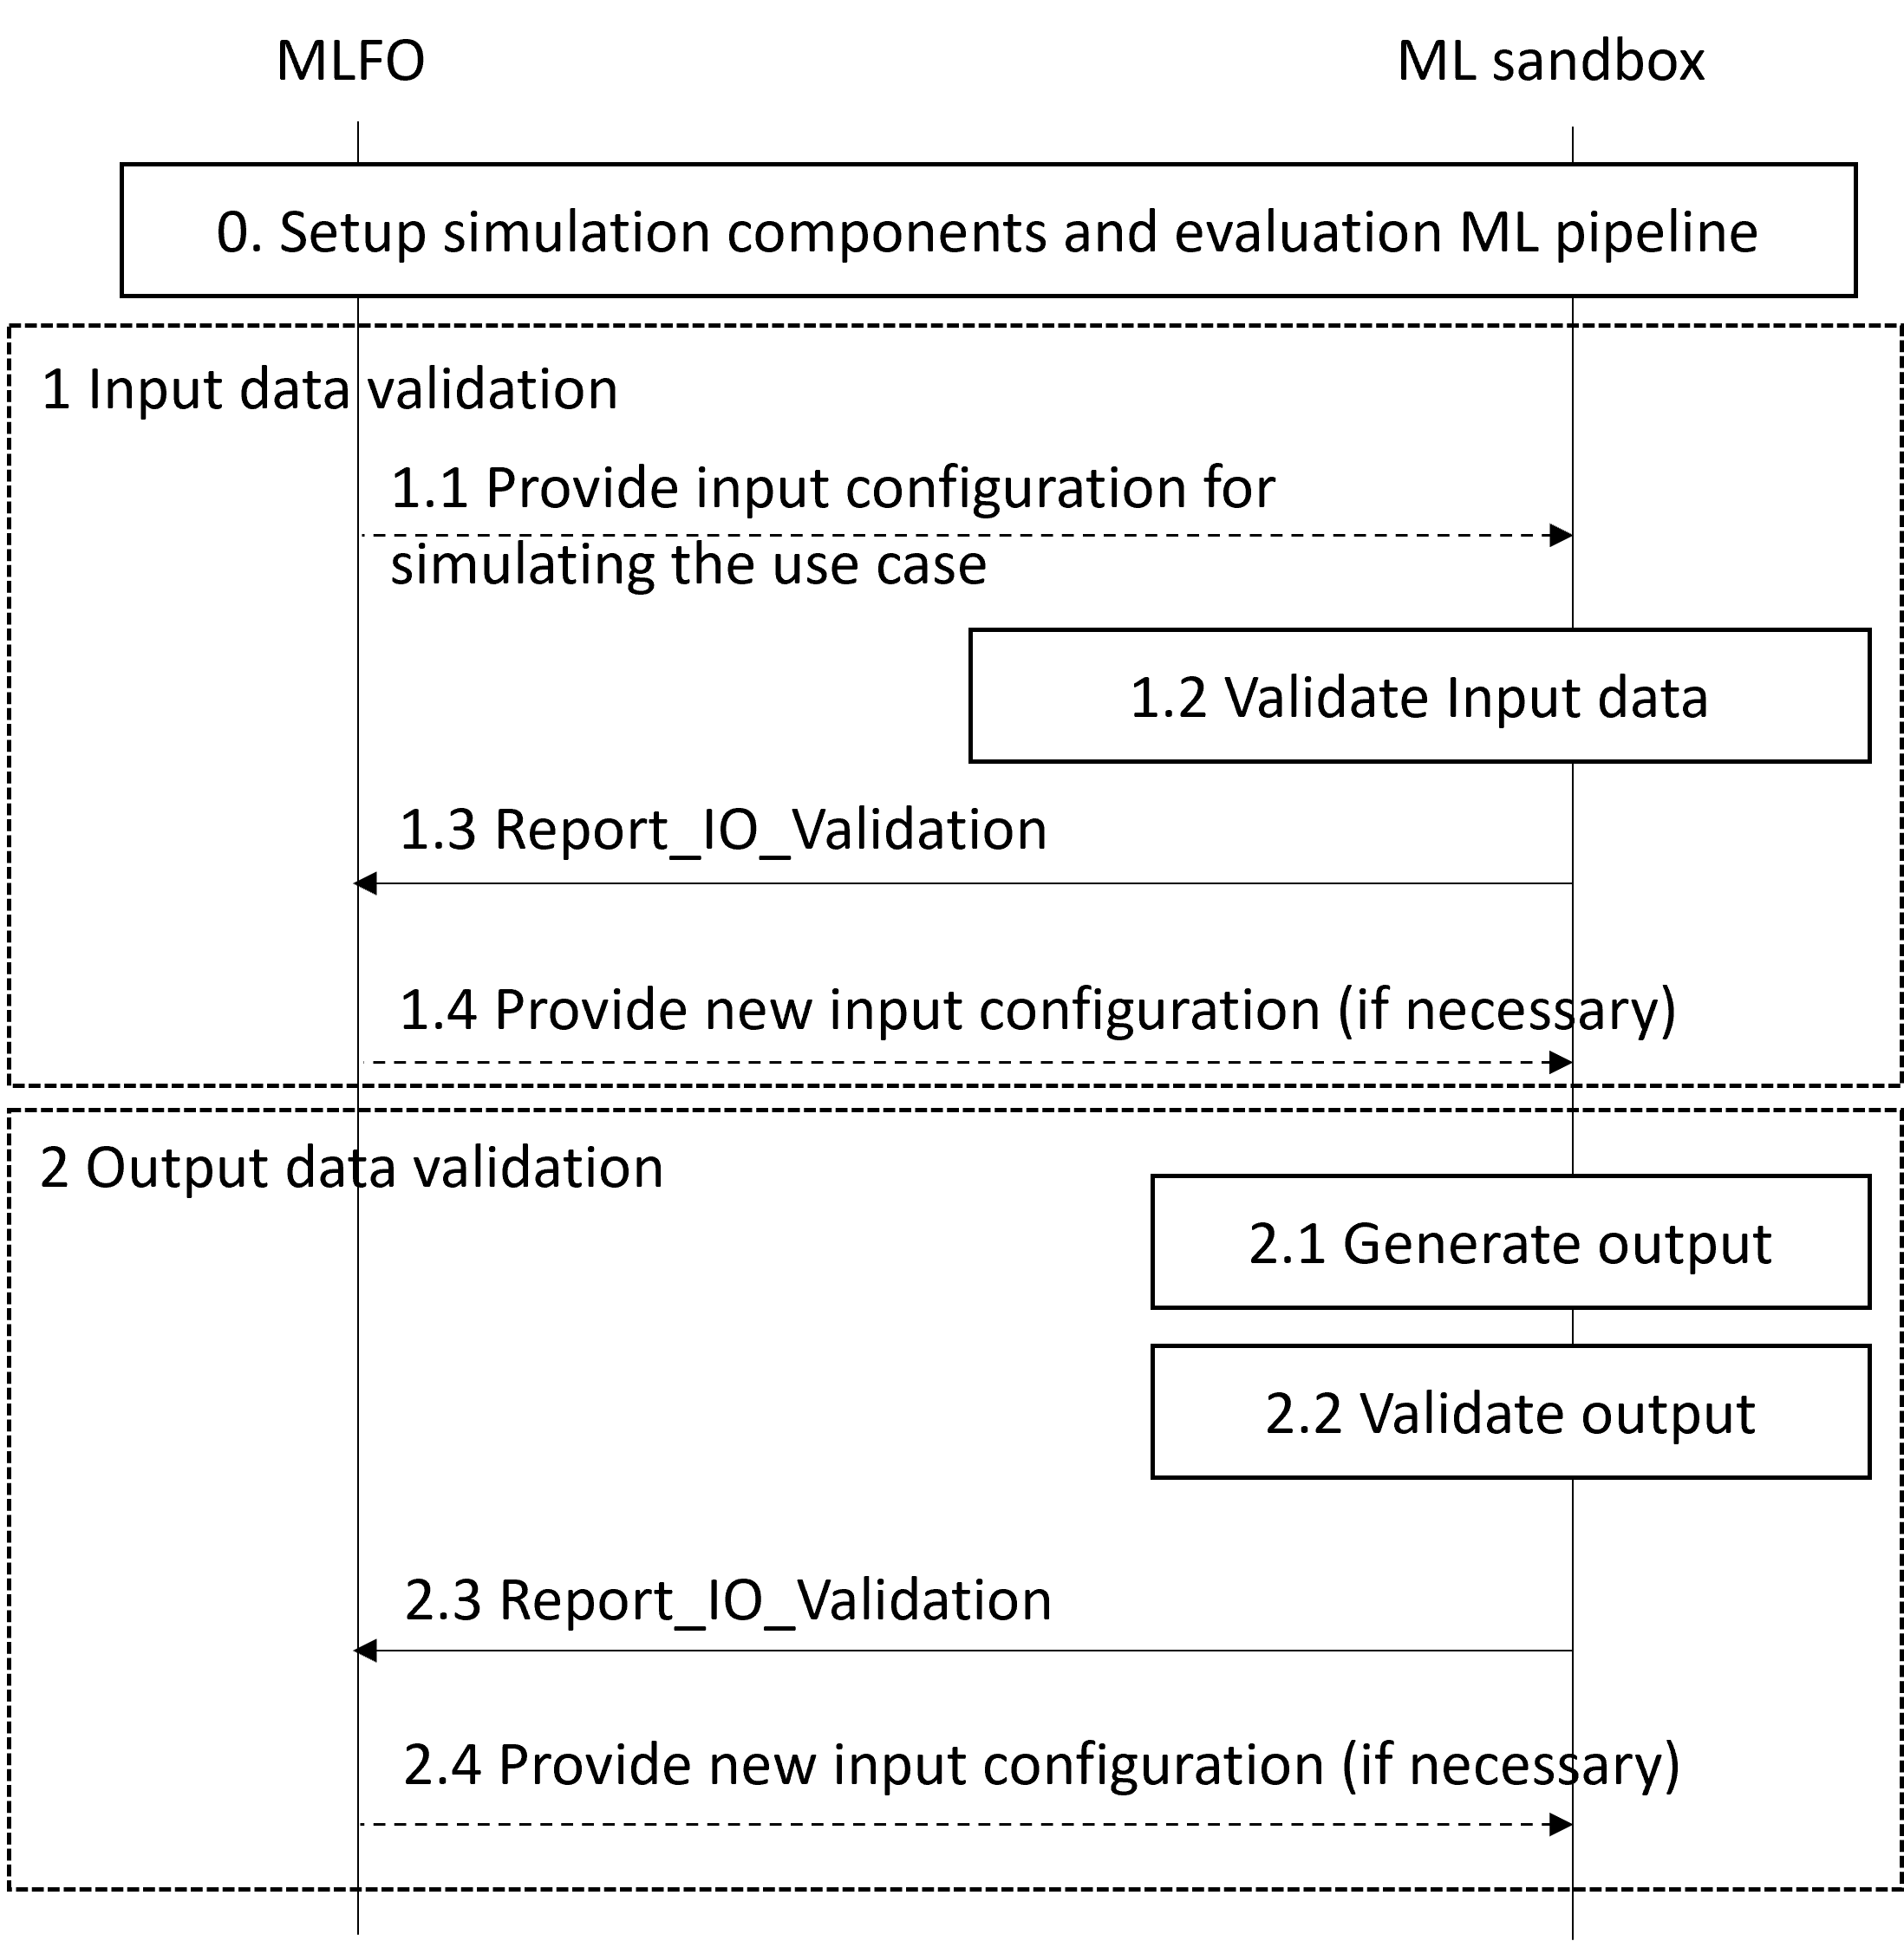 MLFO
ML sandbox
0. Setup simulation components and evaluation ML pipeline
1 Input data validation
1.1 Provide input configuration for
simulating the use case
1.2 Validate Input data
1.3 Report_IO_Validation
1.4 Provide new input configuration (if necessary)
2 Output data validation
2.1 Generate output
2.2 Validate output
2.3 Report_IO_Validation
2.4 Provide new input configuration (if necessary)